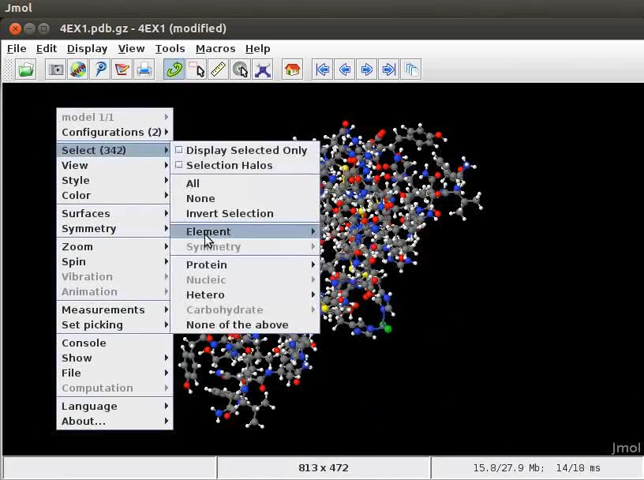 Jmol
4EX1.pdb.gz - 4EX1 (modified)
File Edit Display View Tools Macros Help
model 1/1
Configurations (2)
Select (342)
View
Style
Color
Surfaces
Symmetry
Zoom
Spin
Vibration
Animation
Measurements
Set picking
Console
Show
File
Computation
Language
About...
Display Selected Only
Selection Halos
All
None
Invert Selection
Element
Symmetry
Protein
Nucleic
Hetero
Carbohydrate
None of the above
Jmol
813 x 472
15.8/27.9 Mb; 14/18 ms